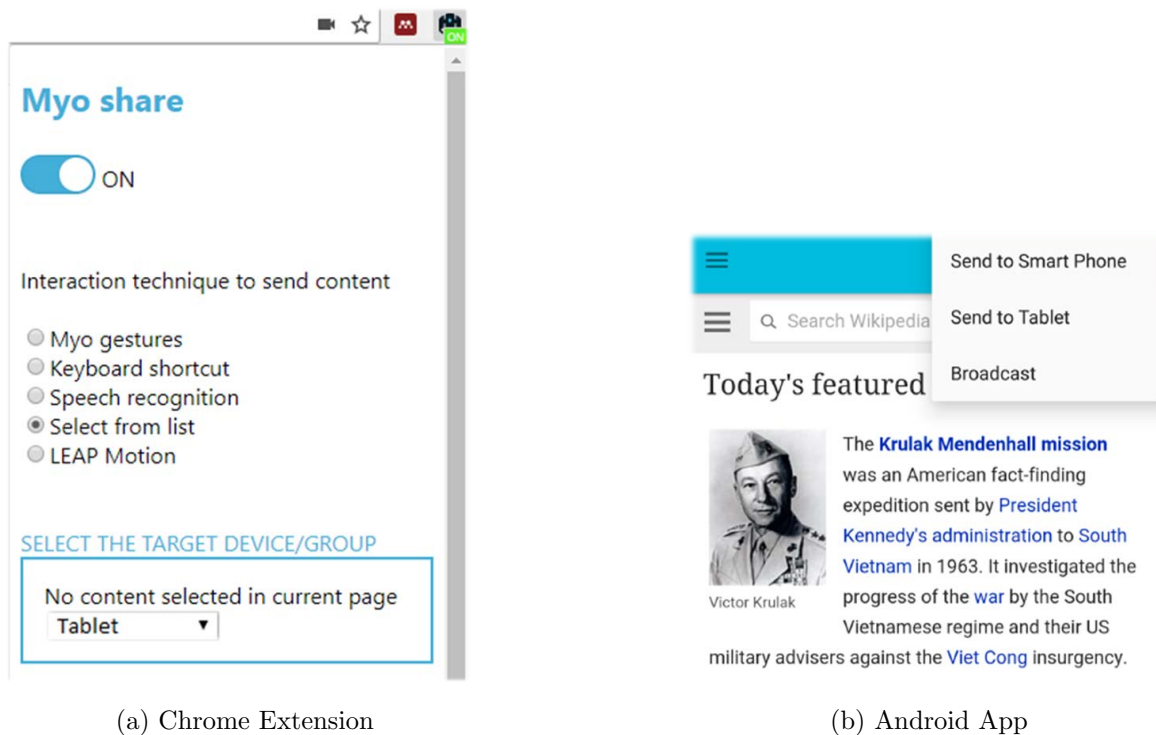 ON
Myo share
ON
Interaction technique to send content
Myo gestures
Keyboard shortcut
Speech recognition
Select from list
LEAP Motion
SELECT THE TARGET DEVICE/GROUP
No content selected in current page
Tablet
(a) Chrome Extension
Send to Smart Phone
Search Wikipedia
Send to Tablet
Broadcast
Today's featured
The Krulak Mendenhall mission
was an American fact-finding
expedition sent by President
Kennedy's administration to South
Vietnam in 1963. It investigated the
progress of the war by the South
Vietnamese regime and their US
military advisers against the Viet Cong insurgency.
Victor Krulak
(b) Android App